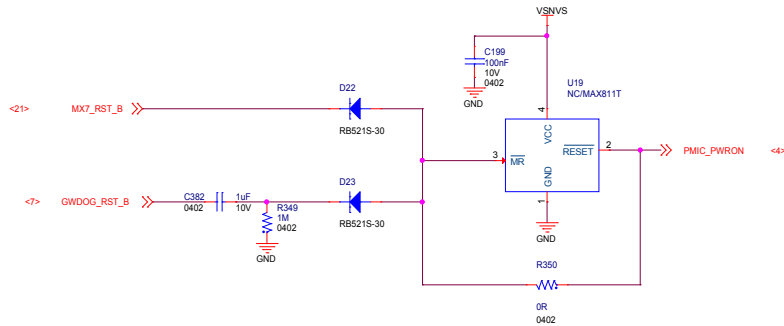 VSNVS
C199
100nF
10V
0402
GND
U19
NC/MAX811T
D22
<21> MX7_RST_B
RB521S-30
4
VCC
3 MR
RESET 2
PMIC_PWRON <4>
GND
1
GND
D23
<7> GWDOG_RST_B
C382 1uF
0402 10V
R349
1M
0402
GND
RB521S-30
R350
0R
0402